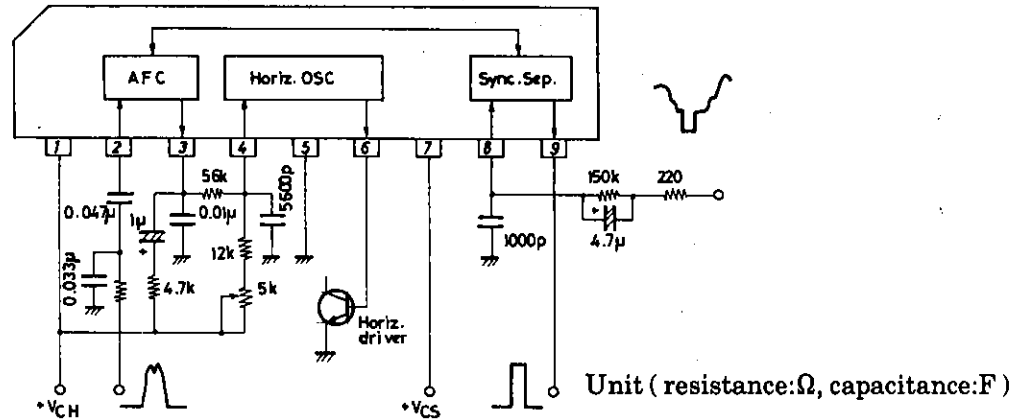 AFC
Horiz. OSC
Sync. Sep.
1
2
3
4
5
6
7
8
9
56k
150k
220
0.047μ
1μ
0.01μ
5600p
1000p
4.7μ
+
+
0.033μ
12k
4.7k
5k
Horiz.
driver
+VCH
+VCS
Unit ( resistance:Ω, capacitance:F )